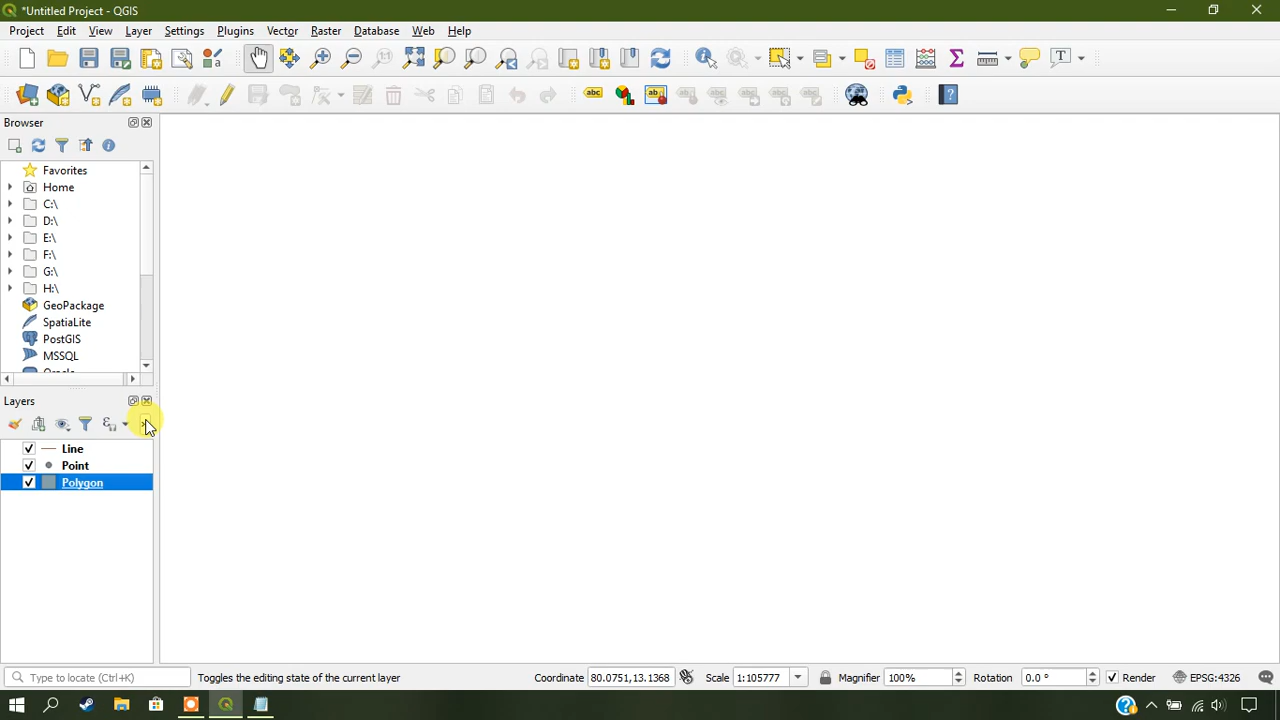 *Untitled Project - QGIS
Project Edit View Layer Settings Plugins Vector Raster Database Web Help
Browser
Favorites
Home
C:\
D:\
E:\
F:\
G:\
H:\
GeoPackage
SpatiaLite
PostGIS
MSSQL
Oracle
Layers
Line
Point
Polygon
Type to locate (Ctrl+K) Toggles the editing state of the current layer Coordinate 80.0751,13.1368 Scale 1:105777 Magnifier 100% Rotation 0.0 ° Render EPSG:4326